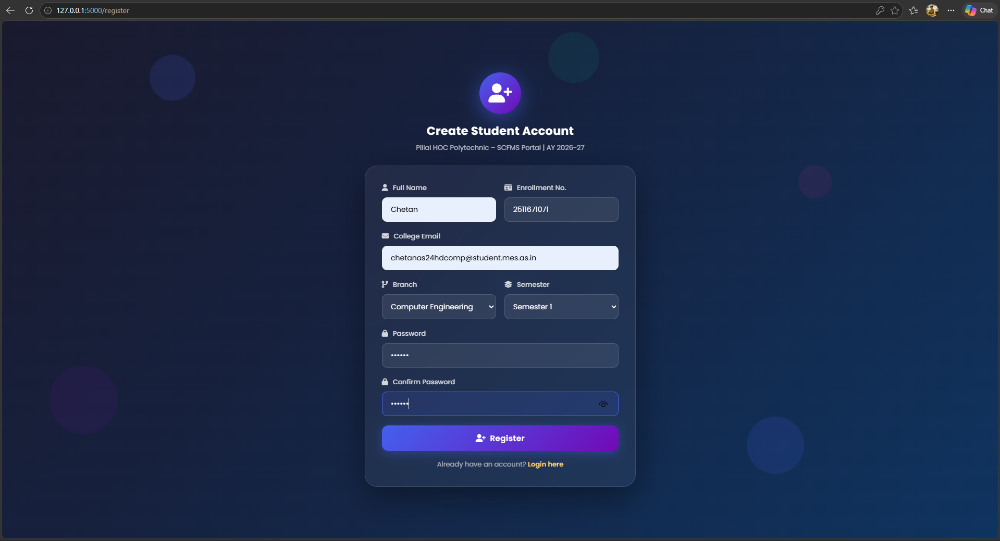 127.0.0.1:5000/register
Chat
Create Student Account
Pillai HOC Polytechnic – SCFMS Portal | AY 2026-27
Full Name
Enrollment No.
Chetan
2511671071
College Email
chetanas24hdcomp@student.mes.as.in
Branch
Semester
Computer Engineering
Semester 1
Password
••••••
Confirm Password
••••••
Register
Already have an account? Login here